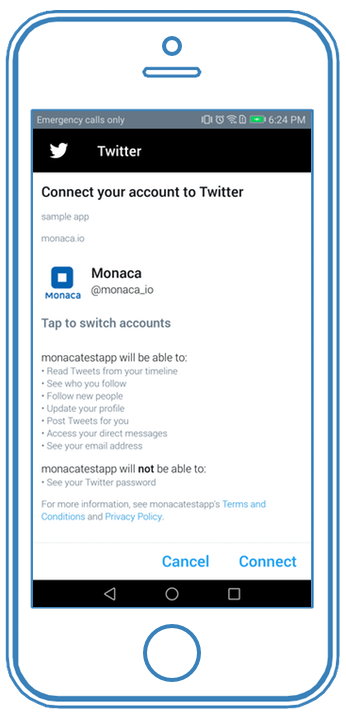 Emergency calls only 6:24 PM
Twitter
Connect your account to Twitter
sample app
monaca.io
Monaca
Monaca
@monaca_io
Tap to switch accounts
monacatestapp will be able to:
• Read Tweets from your timeline
• See who you follow
• Follow new people
• Update your profile
• Post Tweets for you
• Access your direct messages
• See your email address
monacatestapp will not be able to:
• See your Twitter password
For more information, see monacatestapp's Terms and
Conditions and Privacy Policy.
Cancel Connect